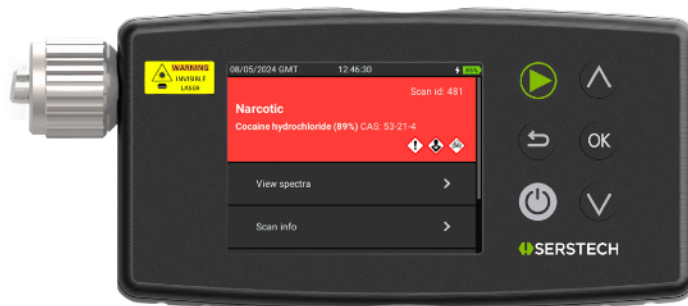 WARNING
INVISIBLE
LASER
08/05/2024 GMT 12:46:30 86%
Scan id: 481
Narcotic
Cocaine hydrochloride (89%) CAS: 53-21-4
View spectra
Scan info
OK
SERSTECH